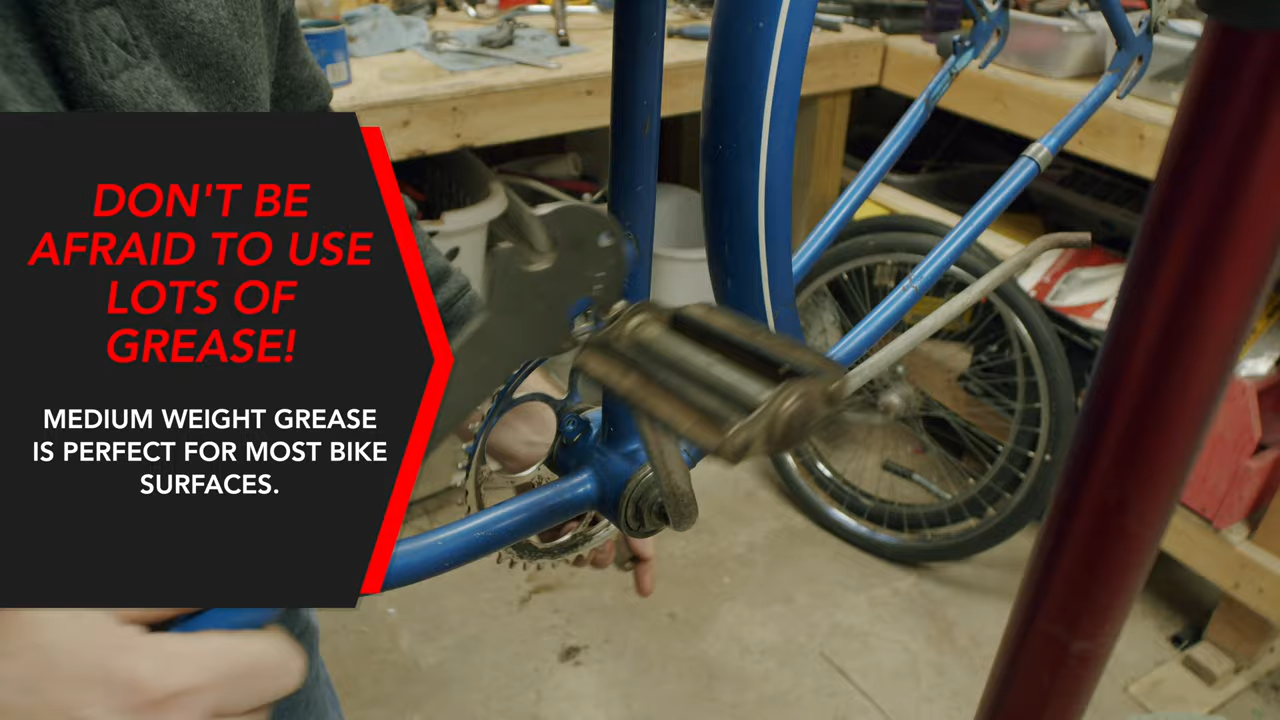 DON'T BE
AFRAID TO USE
LOTS OF
GREASE!
MEDIUM WEIGHT GREASE
IS PERFECT FOR MOST BIKE
SURFACES.